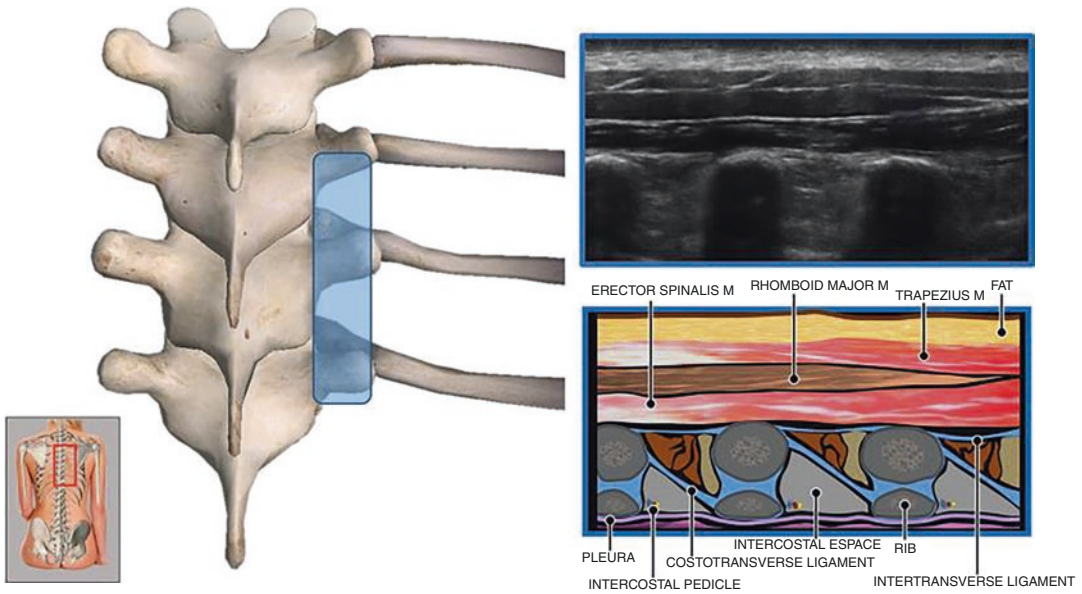 ERECTOR SPINALIS M
RHOMBOID MAJOR M
TRAPEZIUS M
FAT
PLEURA
INTERCOSTAL PEDICLE
COSTOTRANSVERSE LIGAMENT
INTERCOSTAL ESPACE
RIB
INTERTRANSVERSE LIGAMENT